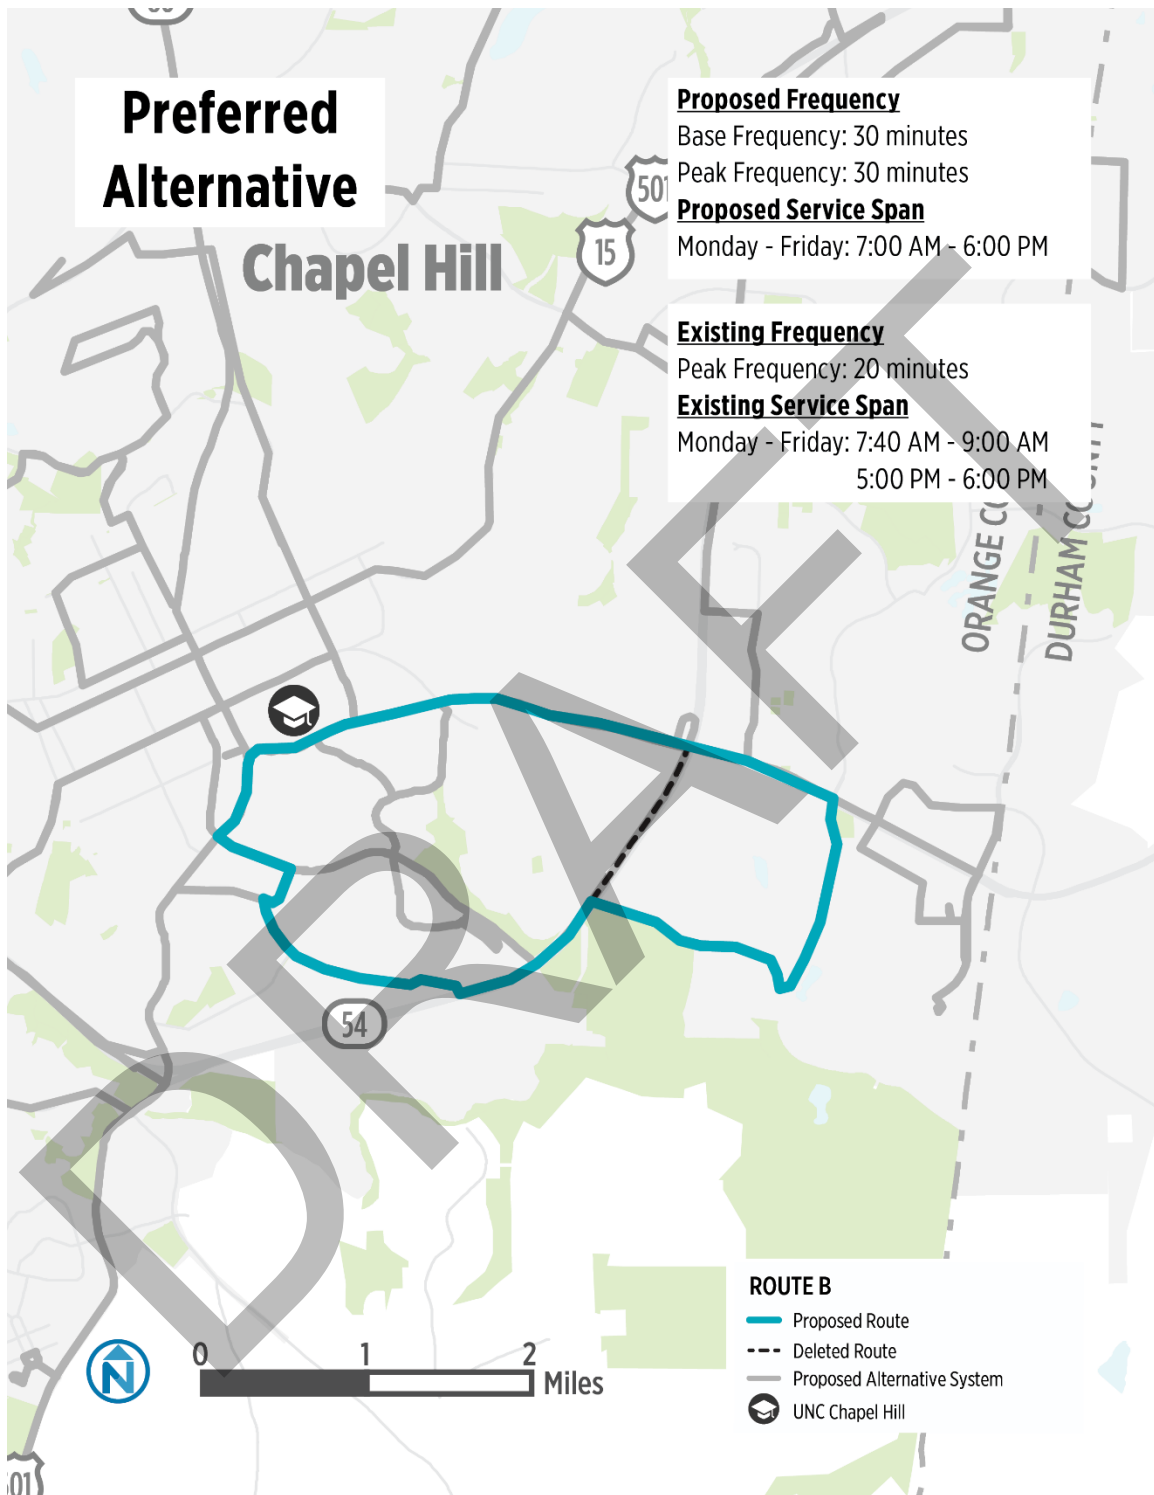 Preferred
Alternative
Proposed Frequency
Base Frequency: 30 minutes
Peak Frequency: 30 minutes
Proposed Service Span
Monday - Friday: 7:00 AM - 6:00 PM
501
15
Chapel Hill
Existing Frequency
Peak Frequency: 20 minutes
Existing Service Span
Monday - Friday: 7:40 AM - 9:00 AM
5:00 PM - 6:00 PM
ORANGE
DURHAM
DRAFT
54
ROUTE B
Proposed Route
Deleted Route
Proposed Alternative System
UNC Chapel Hill
N
0 1 2
Miles